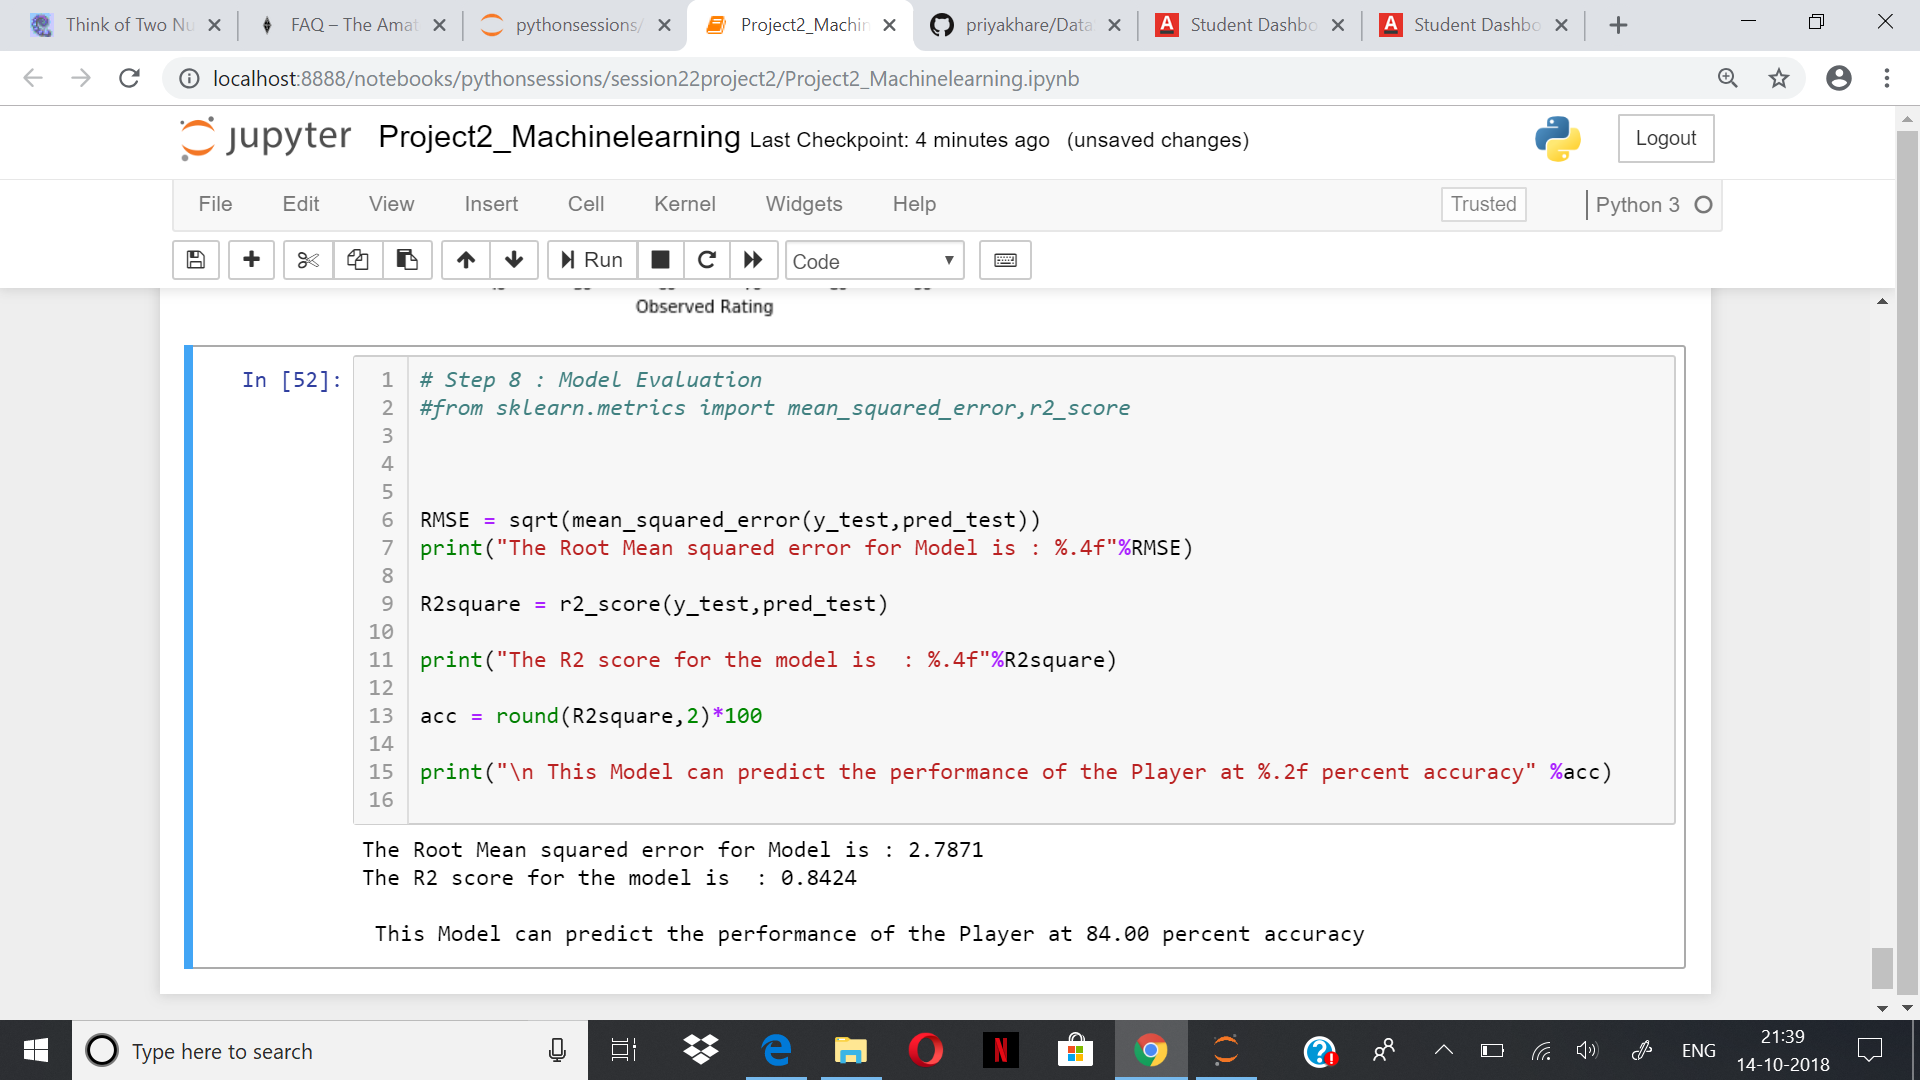 Think of Two Nu
FAQ – The Amat
pythonsessions/
Project2_Machin
priyakhare/Data
Student Dashbo
Student Dashbo
localhost:8888/notebooks/pythonsessions/session22project2/Project2_Machinelearning.ipynb
jupyter Project2_Machinelearning Last Checkpoint: 4 minutes ago (unsaved changes)
Logout
File Edit View Insert Cell Kernel Widgets Help
Trusted
Python 3
Run
Code
Observed Rating
In [52]:
1 # Step 8 : Model Evaluation
2 #from sklearn.metrics import mean_squared_error,r2_score
3
4
5
6 RMSE = sqrt(mean_squared_error(y_test,pred_test))
7 print("The Root Mean squared error for Model is : %.4f"%RMSE)
8
9 R2square = r2_score(y_test,pred_test)
10
11 print("The R2 score for the model is  : %.4f"%R2square)
12
13 acc = round(R2square,2)*100
14
15 print("\n This Model can predict the performance of the Player at %.2f percent accuracy" %acc)
16
The Root Mean squared error for Model is : 2.7871
The R2 score for the model is  : 0.8424
This Model can predict the performance of the Player at 84.00 percent accuracy
Type here to search
ENG
21:39
14-10-2018